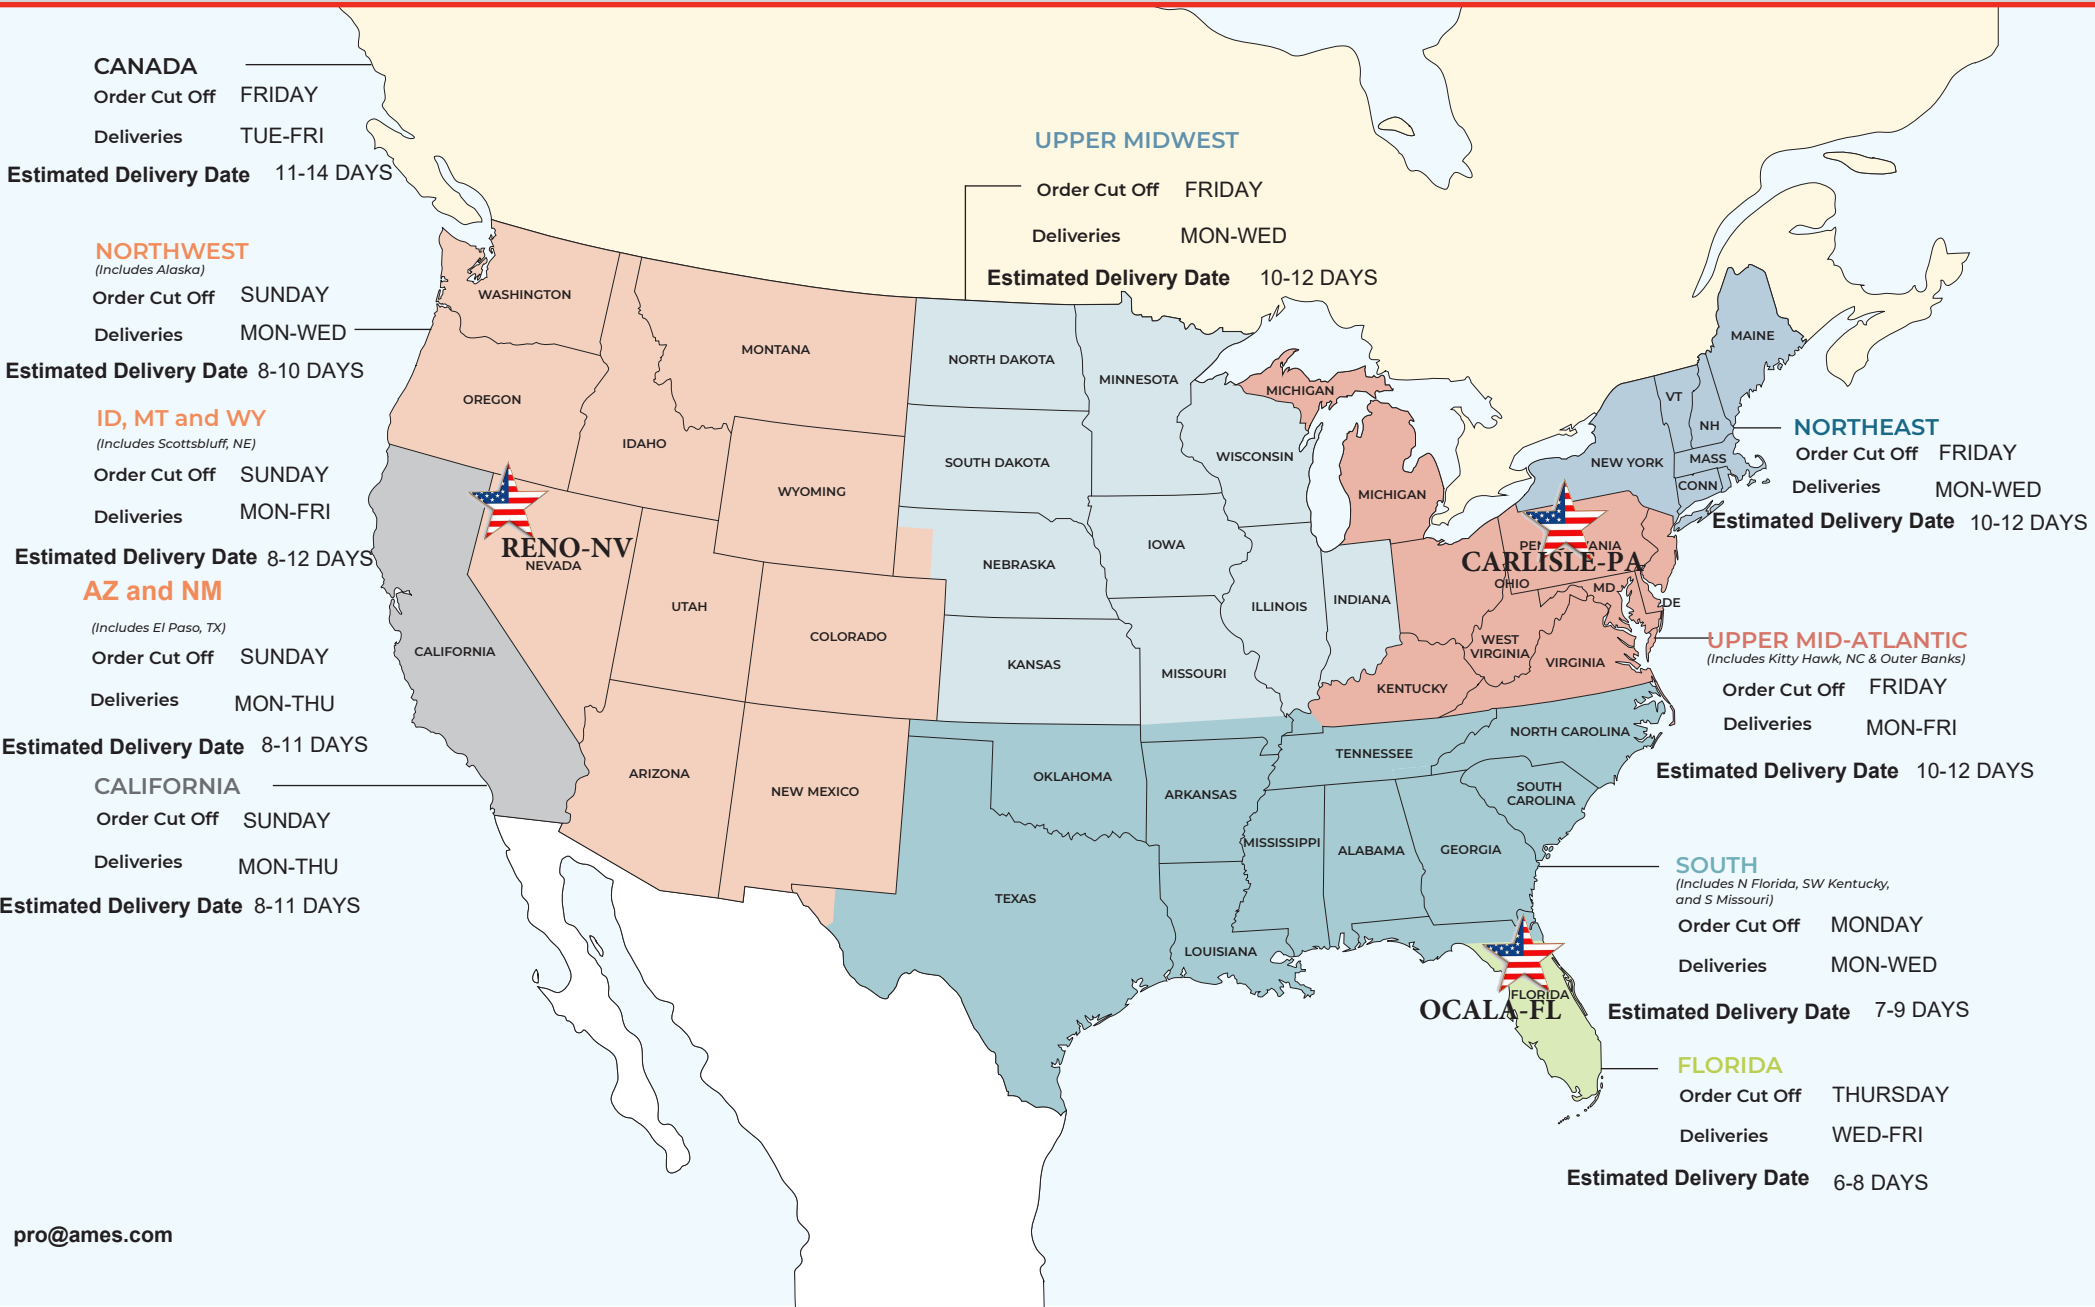 CANADA
Order Cut Off FRIDAY
Deliveries TUE-FRI
Estimated Delivery Date 11-14 DAYS
NORTHWEST
(Includes Alaska)
Order Cut Off SUNDAY
Deliveries MON-WED
Estimated Delivery Date 8-10 DAYS
ID, MT and WY
(Includes Scottsbluff, NE)
Order Cut Off SUNDAY
Deliveries MON-FRI
Estimated Delivery Date 8-12 DAYS
AZ and NM
(Includes El Paso, TX)
Order Cut Off SUNDAY
Deliveries MON-THU
Estimated Delivery Date 8-11 DAYS
CALIFORNIA
Order Cut Off SUNDAY
Deliveries MON-THU
Estimated Delivery Date 8-11 DAYS
pro@ames.com
UPPER MIDWEST
Order Cut Off FRIDAY
Deliveries MON-WED
Estimated Delivery Date 10-12 DAYS
WASHINGTON
OREGON
IDAHO
MONTANA
WYOMING
RENO-NV
NEVADA
UTAH
COLORADO
CALIFORNIA
ARIZONA
NEW MEXICO
NORTH DAKOTA
SOUTH DAKOTA
NEBRASKA
KANSAS
MINNESOTA
IOWA
MISSOURI
WISCONSIN
ILLINOIS
INDIANA
MICHIGAN
MICHIGAN
OHIO
KENTUCKY
WEST
VIRGINIA
VIRGINIA
CARLISLE-PA
MD
DE
NEW YORK
VT
NH
MASS
CONN
MAINE
OKLAHOMA
TEXAS
ARKANSAS
LOUISIANA
MISSISSIPPI
ALABAMA
GEORGIA
TENNESSEE
NORTH CAROLINA
SOUTH
CAROLINA
FLORIDA
OCALA-FL
NORTHEAST
Order Cut Off FRIDAY
Deliveries MON-WED
Estimated Delivery Date 10-12 DAYS
UPPER MID-ATLANTIC
(Includes Kitty Hawk, NC & Outer Banks)
Order Cut Off FRIDAY
Deliveries MON-FRI
Estimated Delivery Date 10-12 DAYS
SOUTH
(Includes N Florida, SW Kentucky,
and S Missouri)
Order Cut Off MONDAY
Deliveries MON-WED
Estimated Delivery Date 7-9 DAYS
FLORIDA
Order Cut Off THURSDAY
Deliveries WED-FRI
Estimated Delivery Date 6-8 DAYS